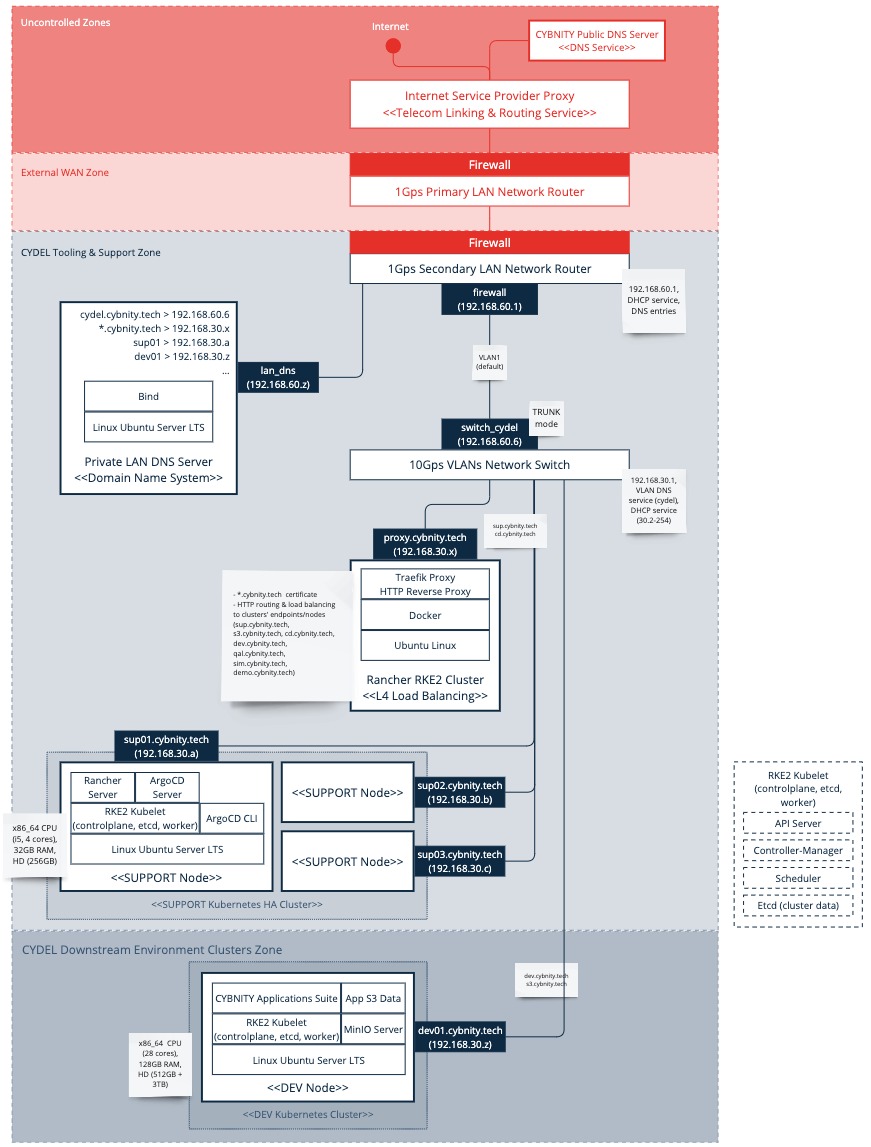 Uncontrolled Zones
Internet
CYBNITY Public DNS Server
<<DNS Service>>
Internet Service Provider Proxy
<<Telecom Linking & Routing Service>>
External WAN Zone
Firewall
1Gps Primary LAN Network Router
CYDEL Tooling & Support Zone
Firewall
1Gps Secondary LAN Network Router
firewall
(192.168.60.1)
192.168.60.1,
DHCP service,
DNS entries
cydel.cybnity.tech > 192.168.60.6
*.cybnity.tech > 192.168.30.x
sup01 > 192.168.30.a
dev01 > 192.168.30.z
...
Bind
Linux Ubuntu Server LTS
Private LAN DNS Server
<<Domain Name System>>
lan_dns
(192.168.60.z)
VLAN1
(default)
TRUNK
mode
switch_cydel
(192.168.60.6)
10Gps VLANs Network Switch
192.168.30.1,
VLAN DNS
service (cydel),
DHCP service
(30.2-254)
sup.cybnity.tech
cd.cybnity.tech
proxy.cybnity.tech
(192.168.30.x)
Traefik Proxy
HTTP Reverse Proxy
Docker
Ubuntu Linux
Rancher RKE2 Cluster
<<L4 Load Balancing>>
- *.cybnity.tech certificate
- HTTP routing & load balancing
to clusters' endpoints/nodes
(sup.cybnity.tech,
s3.cybnity.tech, cd.cybnity.tech,
dev.cybnity.tech,
qal.cybnity.tech,
sim.cybnity.tech,
demo.cybnity.tech)
sup01.cybnity.tech
(192.168.30.a)
Rancher
Server
ArgoCD
Server
RKE2 Kubelet
(controlplane, etcd, worker)
ArgoCD CLI
Linux Ubuntu Server LTS
<<SUPPORT Node>>
x86_64 CPU
(i5, 4 cores),
32GB RAM,
HD (256GB)
<<SUPPORT Node>>
sup02.cybnity.tech
(192.168.30.b)
<<SUPPORT Node>>
sup03.cybnity.tech
(192.168.30.c)
<<SUPPORT Kubernetes HA Cluster>>
RKE2 Kubelet
(controlplane, etcd,
worker)
API Server
Controller-Manager
Scheduler
Etcd (cluster data)
CYDEL Downstream Environment Clusters Zone
dev.cybnity.tech
s3.cybnity.tech
CYBNITY Applications Suite
App S3 Data
RKE2 Kubelet
(controlplane, etcd, worker)
MinIO Server
Linux Ubuntu Server LTS
<<DEV Node>>
dev01.cybnity.tech
(192.168.30.z)
x86_64 CPU
(28 cores),
128GB RAM,
HD (512GB +
3TB)
<<DEV Kubernetes Cluster>>